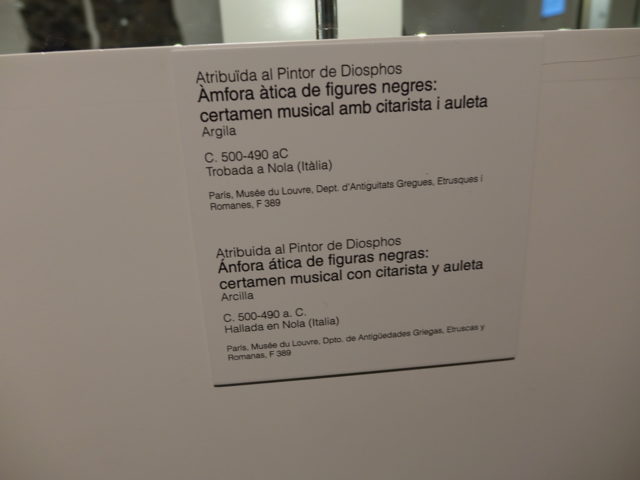 Atribuïda al Pintor de Diosphos
Àmfora àtica de figures negres:
certamen musical amb citarista i auleta
Argila
C. 500-490 aC
Trobada a Nola (Itàlia)
París, Musée du Louvre, Dept. d'Antiguitats Gregues, Etrusques i
Romanes, F 389
Atribuida al Pintor de Diosphos
Ánfora ática de figuras negras:
certamen musical con citarista y auleta
Arcilla
C. 500-490 a. C.
Hallada en Nola (Italia)
París, Musée du Louvre, Dpto. de Antigüedades Griegas, Etruscas y
Romanas, F 389